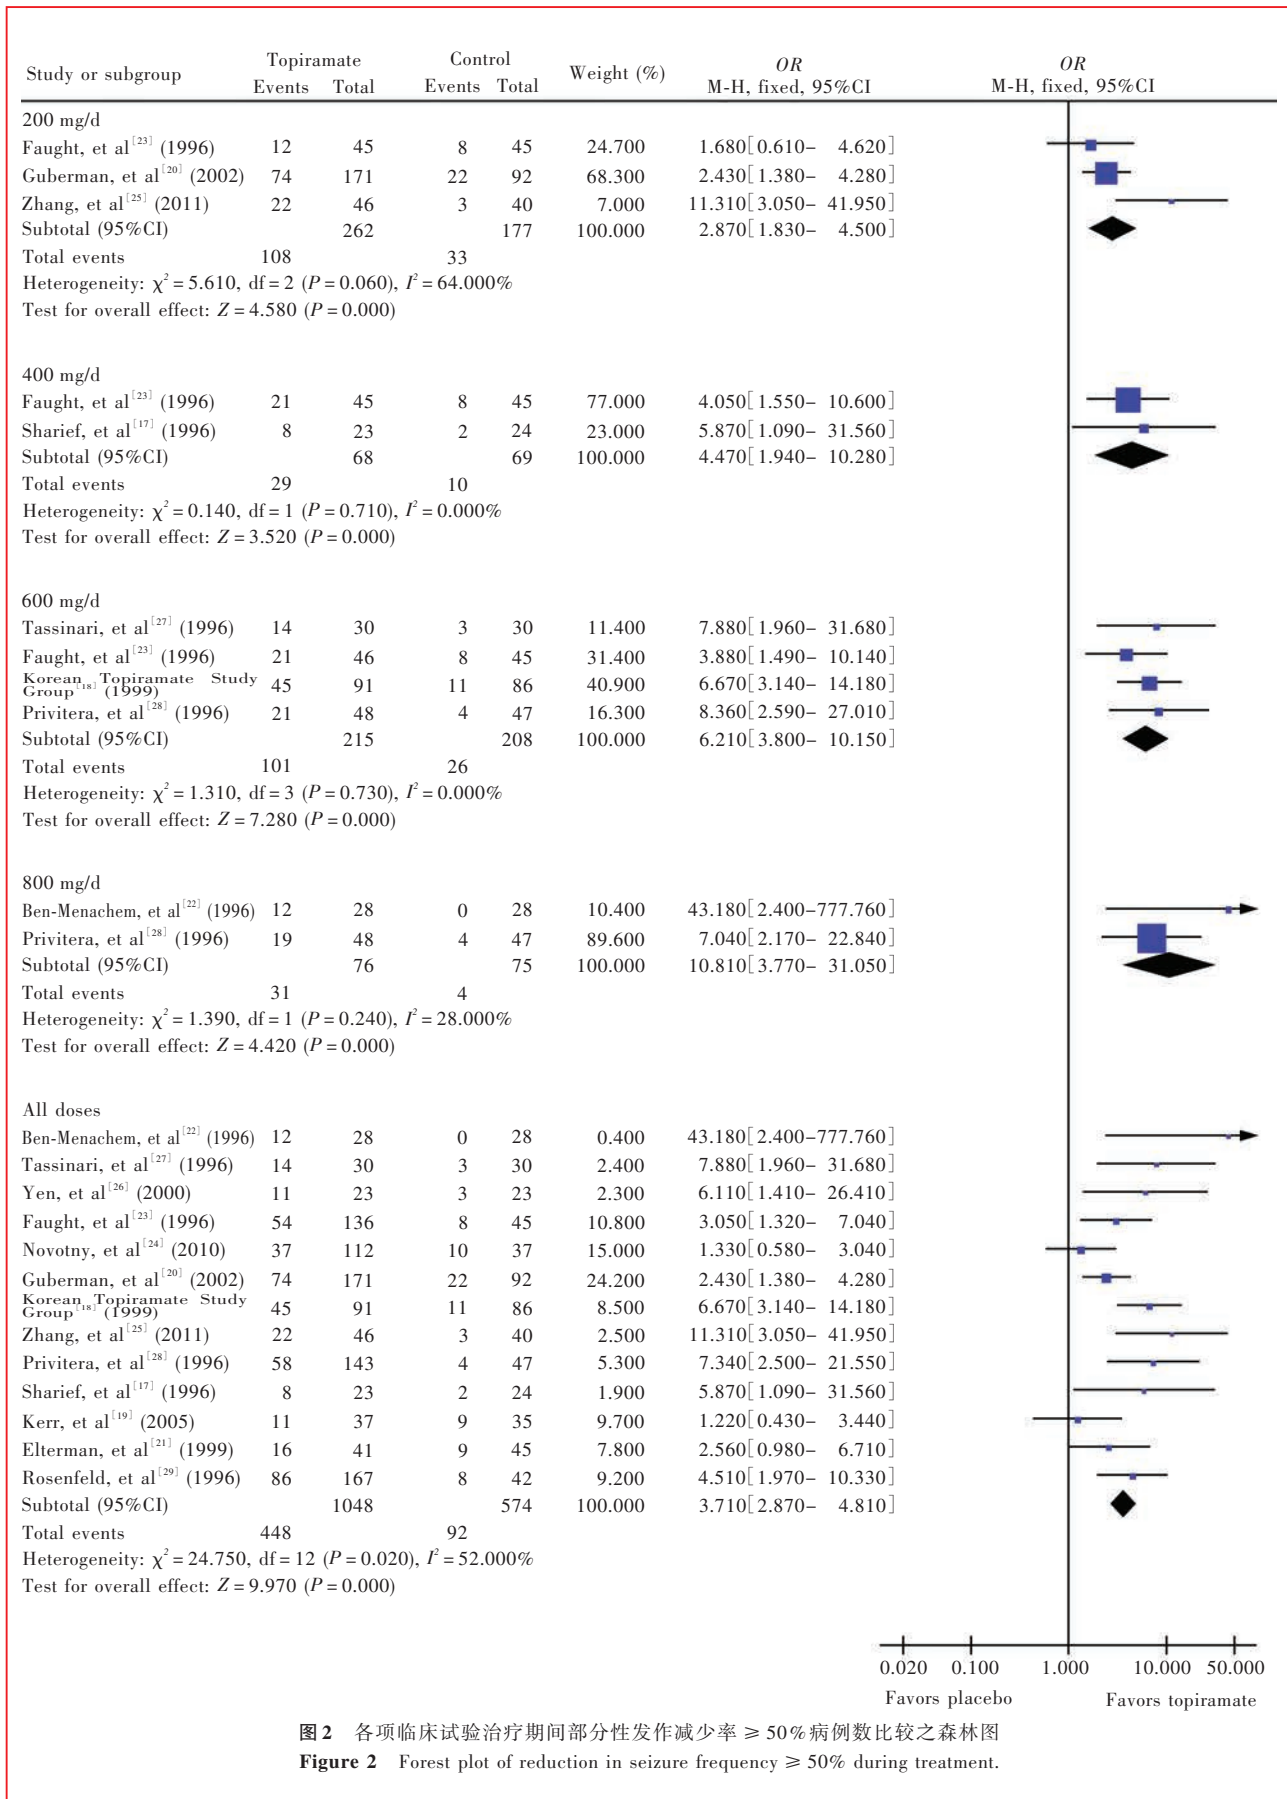 Study or subgroup Topiramate Control Weight (%) OR OR
Events Total Events Total M-H, fixed, 95%CI M-H, fixed, 95%CI
200 mg/d
Faught, et al[23] (1996) 12 45 8 45 24.700 1.680[0.610- 4.620]
Guberman, et al[20] (2002) 74 171 22 92 68.300 2.430[1.380- 4.280]
Zhang, et al[25] (2011) 22 46 3 40 7.000 11.310[3.050- 41.950]
Subtotal (95%CI) 262 177 100.000 2.870[1.830- 4.500]
Total events 108 33
Heterogeneity: χ² = 5.610, df = 2 (P = 0.060), I² = 64.000%
Test for overall effect: Z = 4.580 (P = 0.000)
400 mg/d
Faught, et al[23] (1996) 21 45 8 45 77.000 4.050[1.550- 10.600]
Sharief, et al[17] (1996) 8 23 2 24 23.000 5.870[1.090- 31.560]
Subtotal (95%CI) 68 69 100.000 4.470[1.940- 10.280]
Total events 29 10
Heterogeneity: χ² = 0.140, df = 1 (P = 0.710), I² = 0.000%
Test for overall effect: Z = 3.520 (P = 0.000)
600 mg/d
Tassinari, et al[27] (1996) 14 30 3 30 11.400 7.880[1.960- 31.680]
Faught, et al[23] (1996) 21 46 8 45 31.400 3.880[1.490- 10.140]
Korean Topiramate Study
Group[18] (1999) 45 91 11 86 40.900 6.670[3.140- 14.180]
Privitera, et al[28] (1996) 21 48 4 47 16.300 8.360[2.590- 27.010]
Subtotal (95%CI) 215 208 100.000 6.210[3.800- 10.150]
Total events 101 26
Heterogeneity: χ² = 1.310, df = 3 (P = 0.730), I² = 0.000%
Test for overall effect: Z = 7.280 (P = 0.000)
800 mg/d
Ben-Menachem, et al[22] (1996) 12 28 0 28 10.400 43.180[2.400-777.760]
Privitera, et al[28] (1996) 19 48 4 47 89.600 7.040[2.170- 22.840]
Subtotal (95%CI) 76 75 100.000 10.810[3.770- 31.050]
Total events 31 4
Heterogeneity: χ² = 1.390, df = 1 (P = 0.240), I² = 28.000%
Test for overall effect: Z = 4.420 (P = 0.000)
All doses
Ben-Menachem, et al[22] (1996) 12 28 0 28 0.400 43.180[2.400-777.760]
Tassinari, et al[27] (1996) 14 30 3 30 2.400 7.880[1.960- 31.680]
Yen, et al[26] (2000) 11 23 3 23 2.300 6.110[1.410- 26.410]
Faught, et al[23] (1996) 54 136 8 45 10.800 3.050[1.320- 7.040]
Novotny, et al[24] (2010) 37 112 10 37 15.000 1.330[0.580- 3.040]
Guberman, et al[20] (2002) 74 171 22 92 24.200 2.430[1.380- 4.280]
Korean Topiramate Study
Group[18] (1999) 45 91 11 86 8.500 6.670[3.140- 14.180]
Zhang, et al[25] (2011) 22 46 3 40 2.500 11.310[3.050- 41.950]
Privitera, et al[28] (1996) 58 143 4 47 5.300 7.340[2.500- 21.550]
Sharief, et al[17] (1996) 8 23 2 24 1.900 5.870[1.090- 31.560]
Kerr, et al[19] (2005) 11 37 9 35 9.700 1.220[0.430- 3.440]
Elterman, et al[21] (1999) 16 41 9 45 7.800 2.560[0.980- 6.710]
Rosenfeld, et al[29] (1996) 86 167 8 42 9.200 4.510[1.970- 10.330]
Subtotal (95%CI) 1048 574 100.000 3.710[2.870- 4.810]
Total events 448 92
Heterogeneity: χ² = 24.750, df = 12 (P = 0.020), I² = 52.000%
Test for overall effect: Z = 9.970 (P = 0.000)
0.020 0.100 1.000 10.000 50.000
Favors placebo Favors topiramate
图2 各项临床试验治疗期间部分性发作减少率 ≥ 50%病例数比较之森林图
Figure 2 Forest plot of reduction in seizure frequency ≥ 50% during treatment.